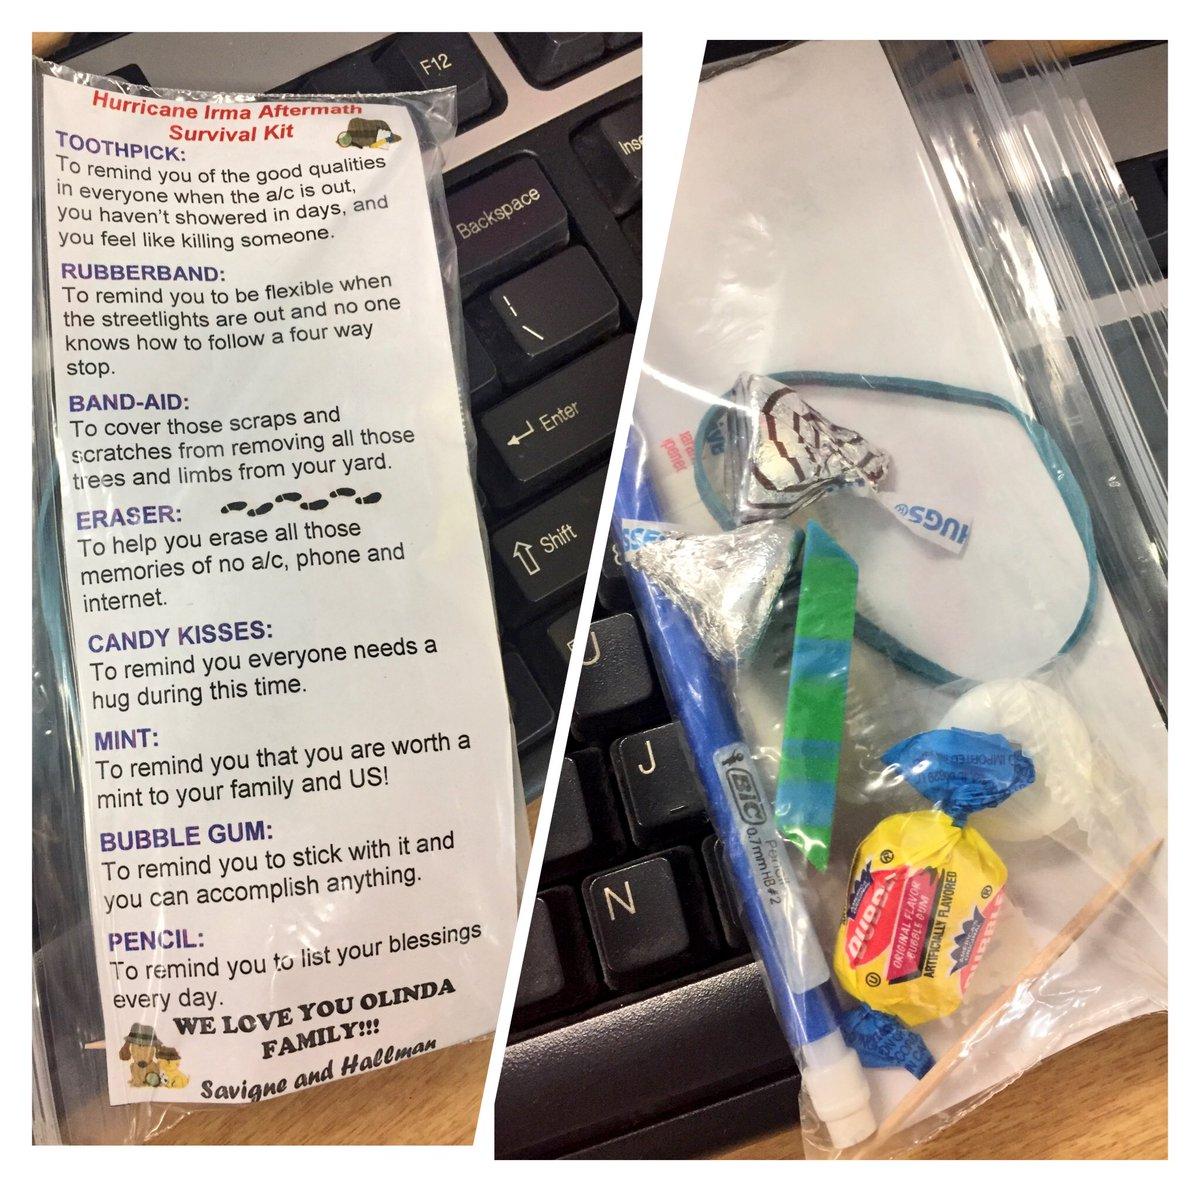 Hurricane Irma Aftermath
Survival Kit
TOOTHPICK:
To remind you of the good qualities
in everyone when the a/c is out,
you haven't showered in days, and
you feel like killing someone.
RUBBERBAND:
To remind you to be flexible when
the streetlights are out and no one
knows how to follow a four way
stop.
BAND-AID:
To cover those scraps and
scratches from removing all those
trees and limbs from your yard.
ERASER:
To help you erase all those
memories of no a/c, phone and
internet.
CANDY KISSES:
To remind you everyone needs a
hug during this time.
MINT:
To remind you that you are worth a
mint to your family and US!
BUBBLE GUM:
To remind you to stick with it and
you can accomplish anything.
PENCIL:
To remind you to list your blessings
every day.
WE LOVE YOU OLINDA
FAMILY!!!
Savigne and Hallman
F12
Backspace
Enter
Shift
J
N
HUGS®
BIC
0.7mm HB #2
Pencil
ORIGINAL FLAVOR
BUBBLE GUM
ARTIFICIALLY FLAVORED
IMPORTED